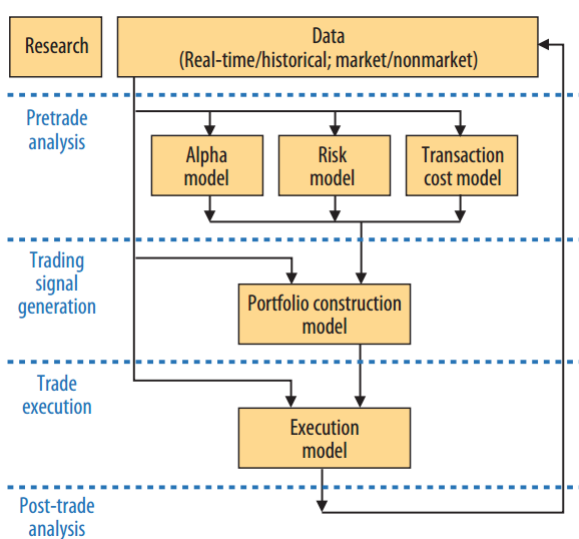 Research
Data
(Real-time/historical; market/nonmarket)
Pretrade
analysis
Alpha
model
Risk
model
Transaction
cost model
Trading
signal
generation
Portfolio construction
model
Trade
execution
Execution
model
Post-trade
analysis